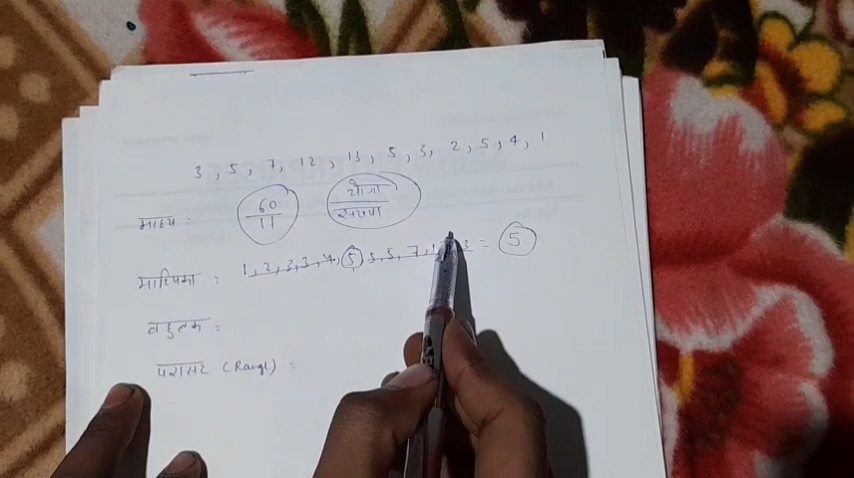 3, 5, 7, 12, 13, 5, 3, 2, 5, 4, 1
माध्य = 60/11 योग/संख्या
माध्यिका = 1, 2, 3, 3, 4, 5, 5, 5, 7, = 5
बहुलक =
परासर (Range) =